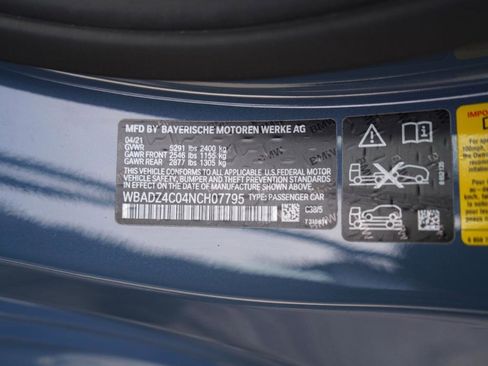 MFD BY BAYERISCHE MOTOREN WERKE AG
04/21
GVWR 5291 lbs 2400 kg
GAWR FRONT 2546 lbs 1155 kg
GAWR REAR 2877 lbs 1305 kg
THIS VEHICLE CONFORMS TO ALL APPLICABLE U.S. FEDERAL MOTOR
VEHICLE SAFETY, BUMPER AND THEFT PREVENTION STANDARDS IN
EFFECT ON THE DATE OF MANUFACTURE SHOWN ABOVE.
WBADZ4C04NCH07795 TYPE: PASSENGER CAR
C38/5